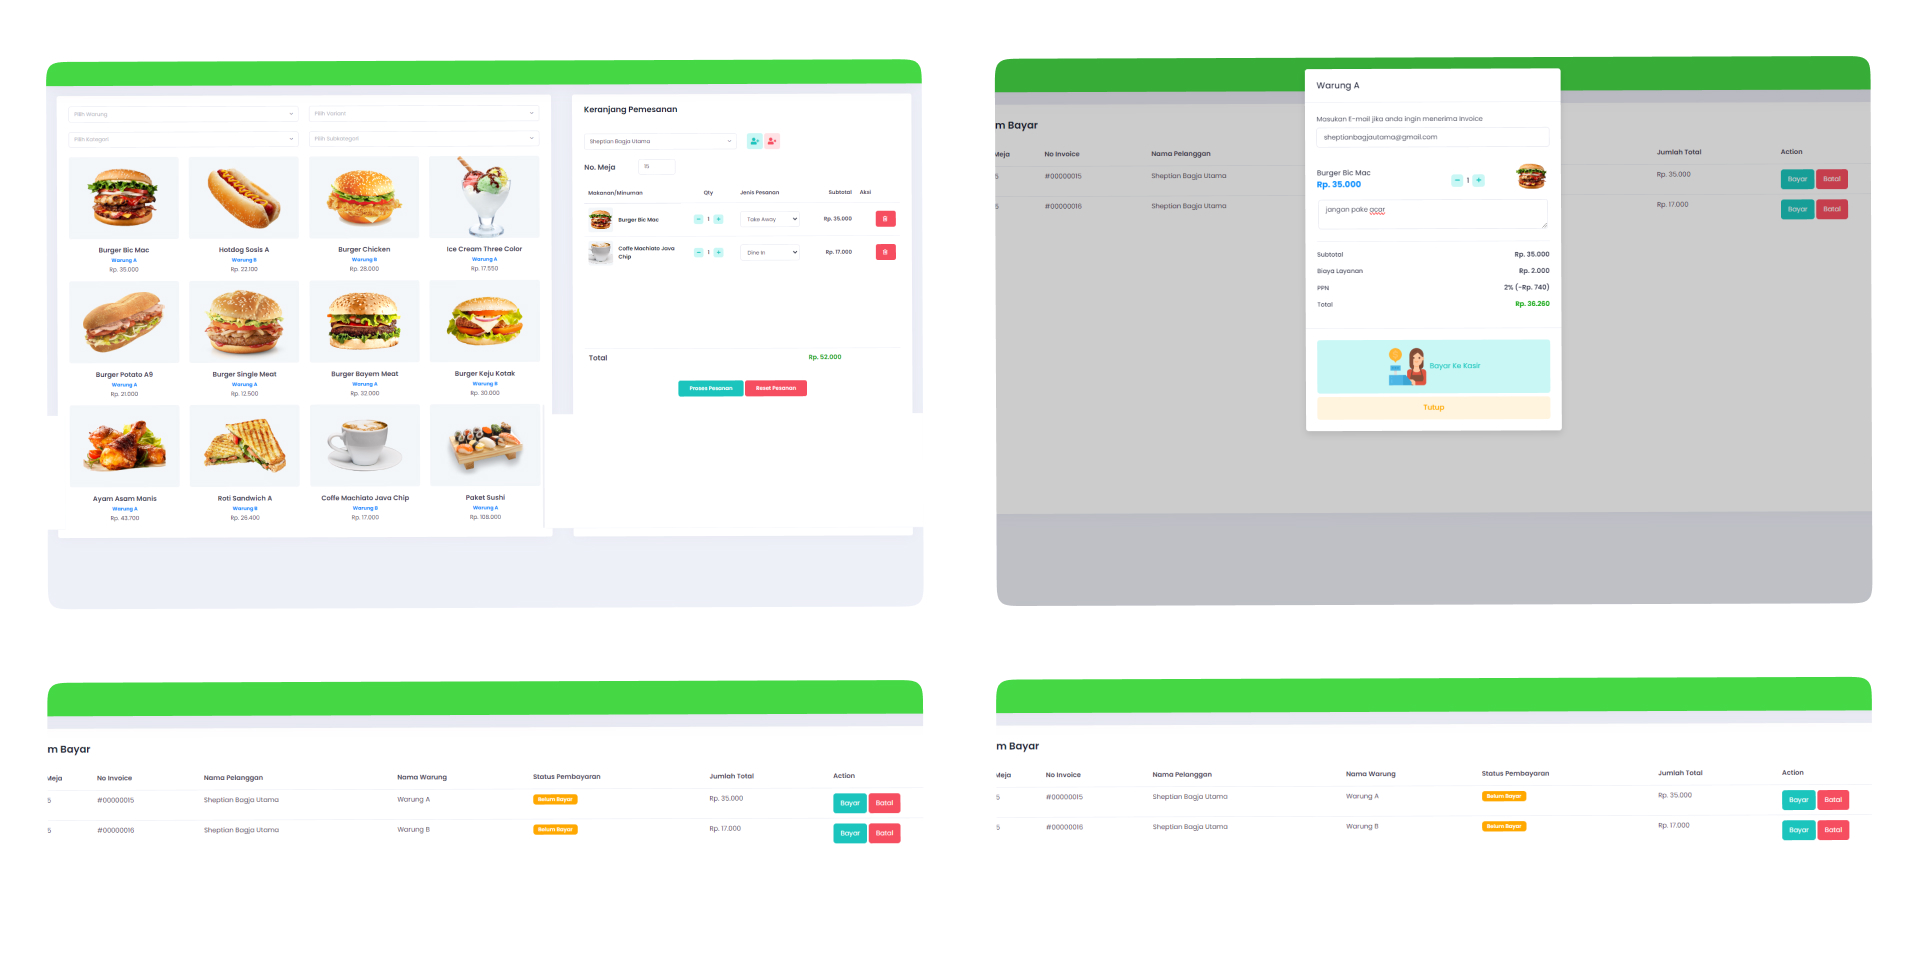 Pilih Warung
Pilih Variant
Pilih Kategori
Pilih Subkategori
Burger Bic Mac
Warung A
Rp. 35.000
Hotdog Sosis A
Warung B
Rp. 22.100
Burger Chicken
Warung B
Rp. 28.000
Ice Cream Three Color
Warung A
Rp. 17.550
Burger Potato A9
Warung A
Rp. 21.000
Burger Single Meat
Warung A
Rp. 12.500
Burger Bayem Meat
Warung A
Rp. 32.000
Burger Keju Kotak
Warung B
Rp. 30.000
Ayam Asam Manis
Warung A
Rp. 43.700
Roti Sandwich A
Warung B
Rp. 26.400
Coffe Machiato Java Chip
Warung B
Rp. 17.000
Paket Sushi
Warung A
Rp. 108.000
Keranjang Pemesanan
Sheptian Bagja Utama
No. Meja 15
Makanan/Minuman Qty Jenis Pesanan Subtotal Aksi
Burger Bic Mac - 1 + Take Away Rp. 35.000
Coffe Machiato Java
Chip - 1 + Dine In Rp. 17.000
Total Rp. 52.000
Proses Pesanan Reset Pesanan
m Bayar
Meja No Invoice Nama Pelanggan Jumlah Total Action
5 #00000015 Sheptian Bagja Utama Rp. 35.000 Bayar Batal
5 #00000016 Sheptian Bagja Utama Rp. 17.000 Bayar Batal
Warung A
Masukan E-mail jika anda ingin menerima Invoice
sheptianbagjautama@gmail.com
Burger Bic Mac
Rp. 35.000 - 1 +
jangan pake acar
Subtotal Rp. 35.000
Biaya Layanan Rp. 2.000
PPN 2% (~Rp. 740)
Total Rp. 36.260
Bayar Ke Kasir
Tutup
m Bayar
Meja No Invoice Nama Pelanggan Nama Warung Status Pembayaran Jumlah Total Action
5 #00000015 Sheptian Bagja Utama Warung A Belum Bayar Rp. 35.000 Bayar Batal
5 #00000016 Sheptian Bagja Utama Warung B Belum Bayar Rp. 17.000 Bayar Batal
m Bayar
Meja No Invoice Nama Pelanggan Nama Warung Status Pembayaran Jumlah Total Action
5 #00000015 Sheptian Bagja Utama Warung A Belum Bayar Rp. 35.000 Bayar Batal
5 #00000016 Sheptian Bagja Utama Warung B Belum Bayar Rp. 17.000 Bayar Batal